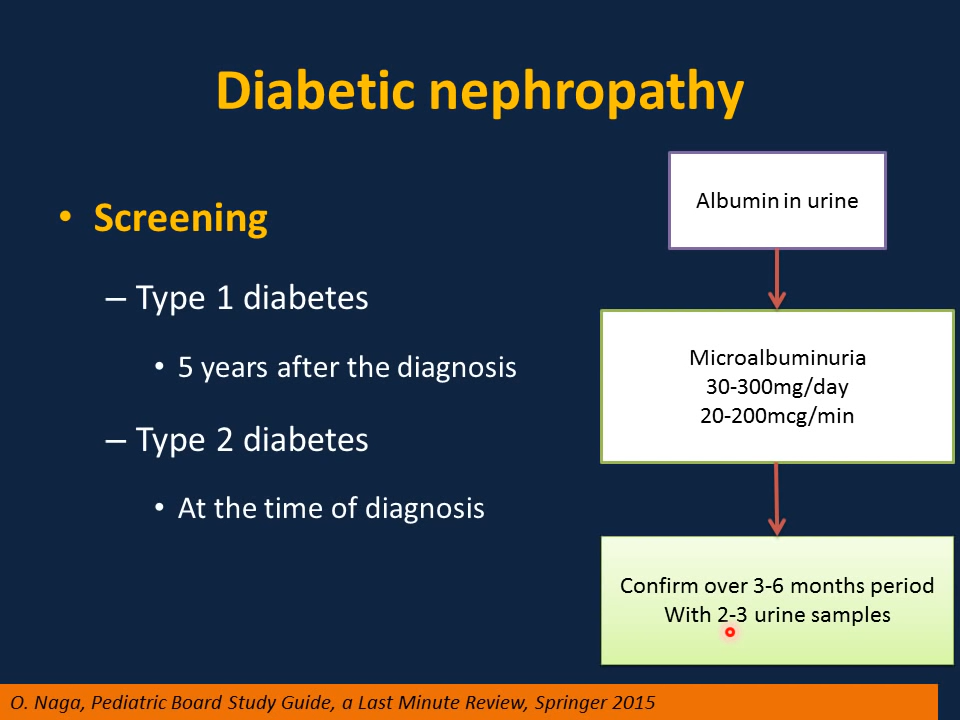 Diabetic nephropathy
• Screening
– Type 1 diabetes
• 5 years after the diagnosis
– Type 2 diabetes
• At the time of diagnosis
Albumin in urine
Microalbuminuria
30-300mg/day
20-200mcg/min
Confirm over 3-6 months period
With 2-3 urine samples
O. Naga, Pediatric Board Study Guide, a Last Minute Review, Springer 2015